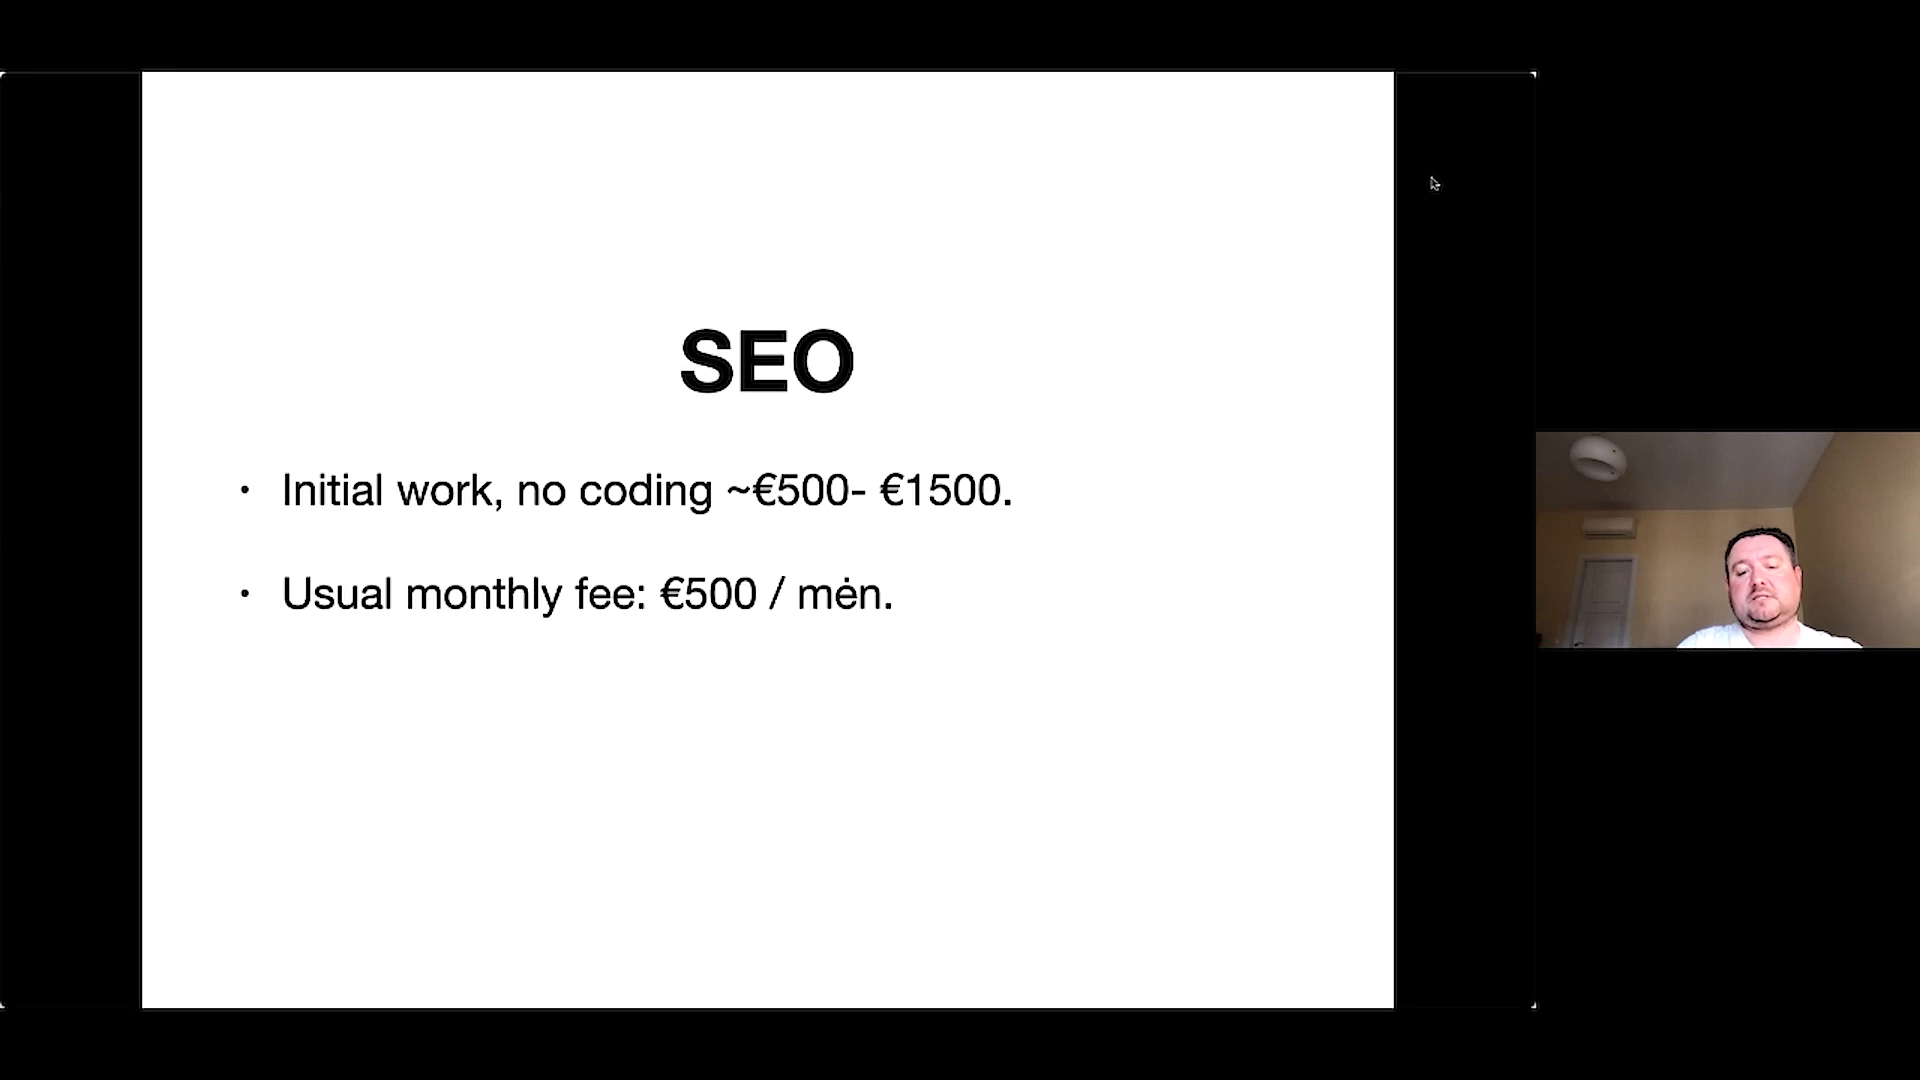 SEO
• Initial work, no coding ~€500- €1500.
• Usual monthly fee: €500 / mėn.